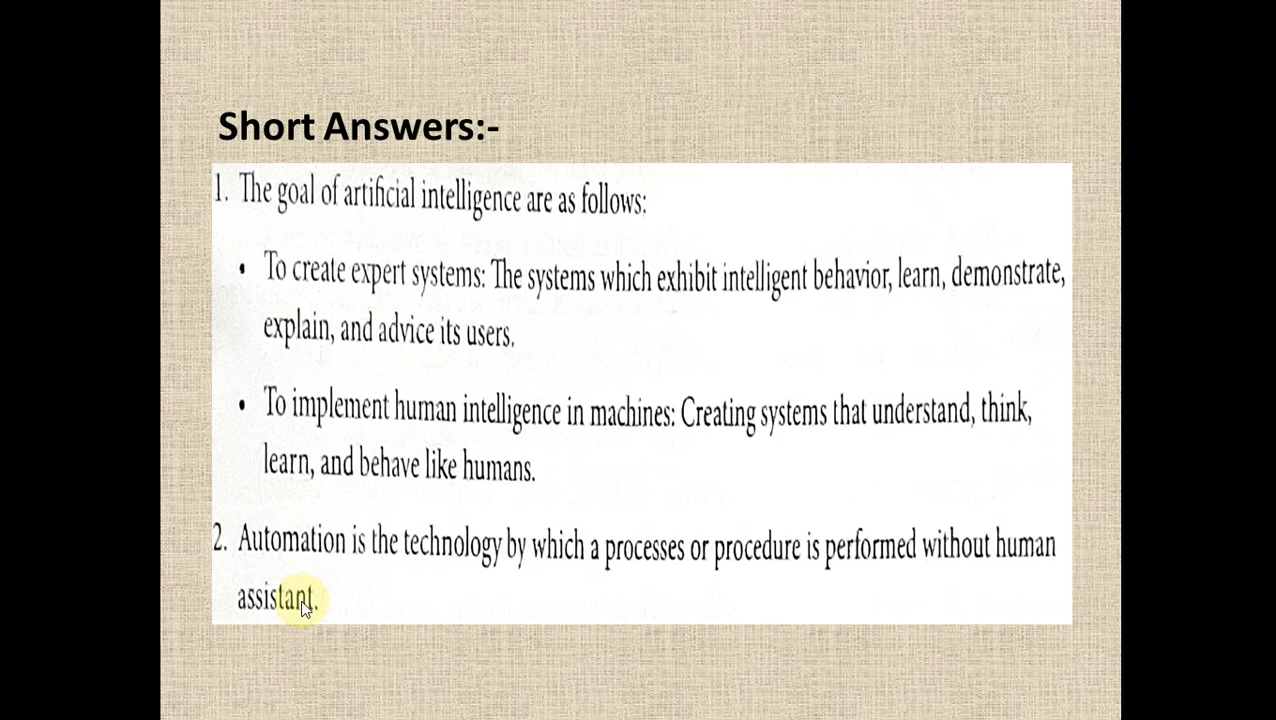 Short Answers:-
1. The goal of artificial intelligence are as follows:
• To create expert systems: The systems which exhibit intelligent behavior, learn, demonstrate,
explain, and advice its users.
• To implement human intelligence in machines: Creating systems that understand, think,
learn, and behave like humans.
2. Automation is the technology by which a processes or procedure is performed without human
assistant.